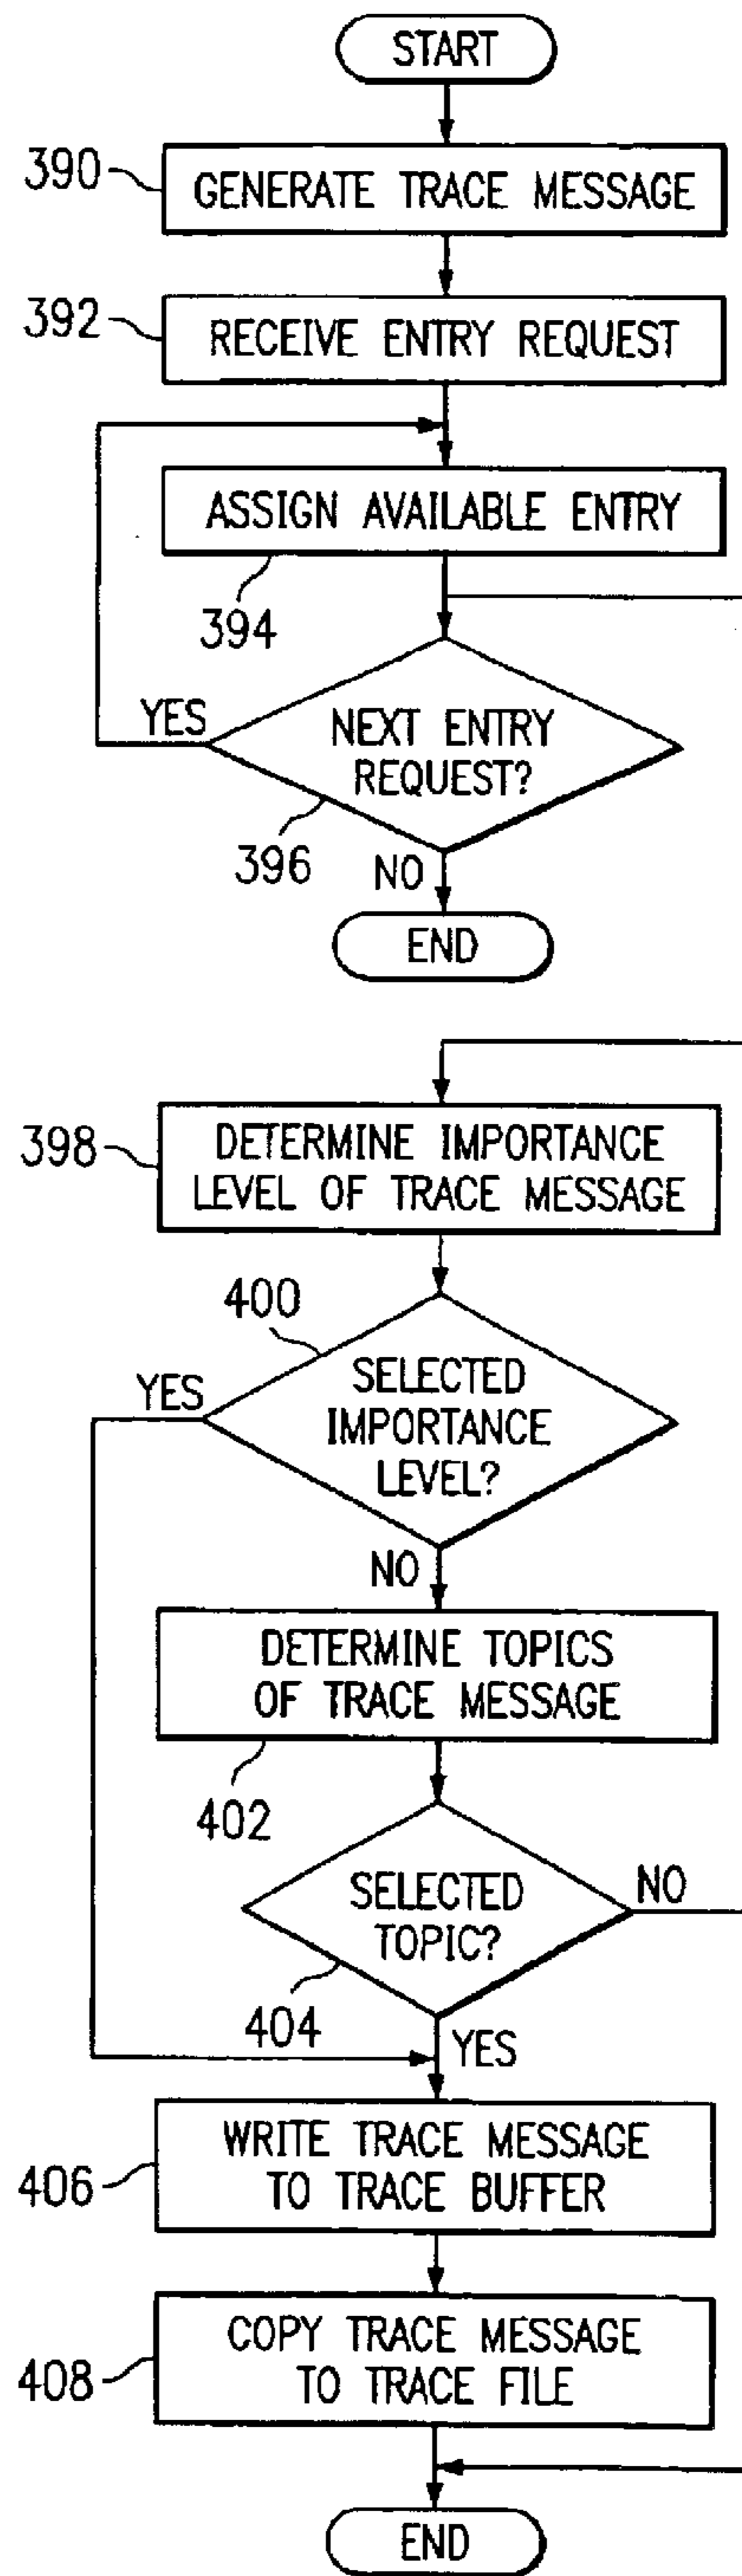 START
390
GENERATE TRACE MESSAGE
392
RECEIVE ENTRY REQUEST
ASSIGN AVAILABLE ENTRY
394
YES
NEXT ENTRY
REQUEST?
396
NO
END
398
DETERMINE IMPORTANCE
LEVEL OF TRACE MESSAGE
400
YES
SELECTED
IMPORTANCE
LEVEL?
NO
DETERMINE TOPICS
OF TRACE MESSAGE
402
SELECTED
TOPIC?
NO
404
YES
406
WRITE TRACE MESSAGE
TO TRACE BUFFER
408
COPY TRACE MESSAGE
TO TRACE FILE
END